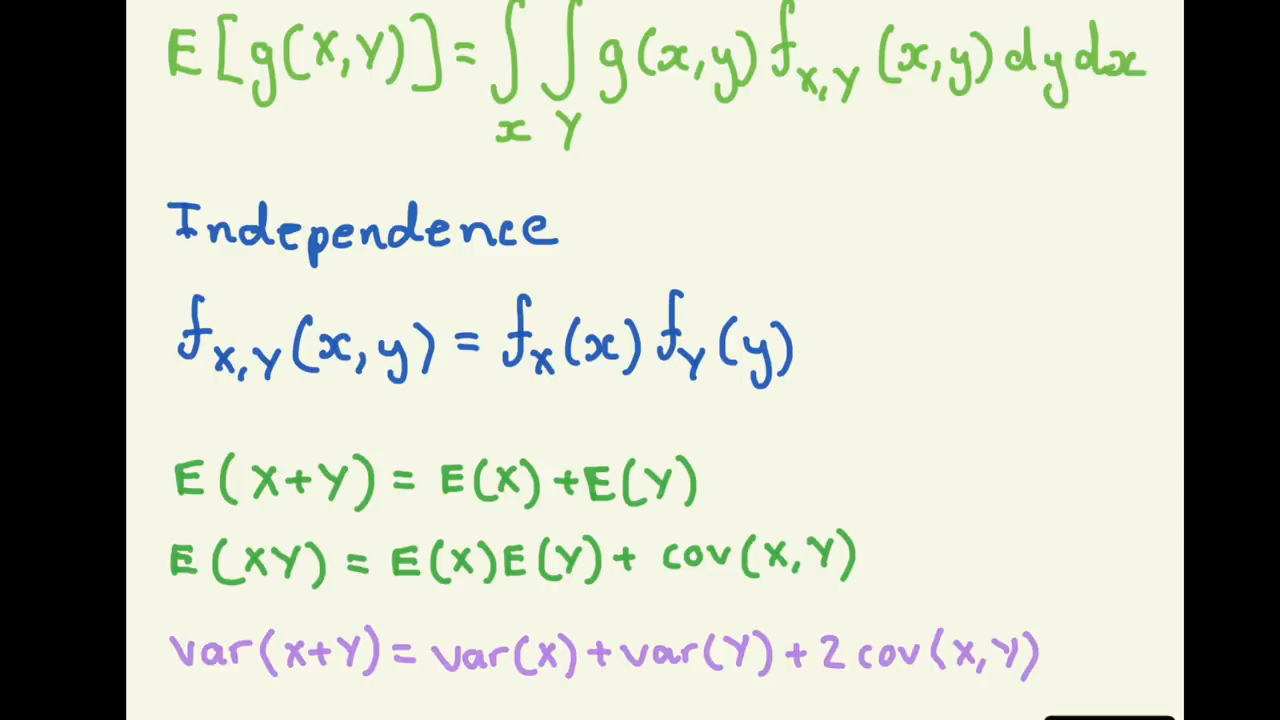 E[g(X,Y)] = ∫∫ g(x,y) f_{X,Y} (x,y) dy dx
x Y
Independence
f_{X,Y} (x,y) = f_X (x) f_Y (y)
E(X+Y) = E(X) + E(Y)
E(XY) = E(X)E(Y) + cov(X,Y)
var(X+Y) = var(X) + var(Y) + 2 cov(X,Y)